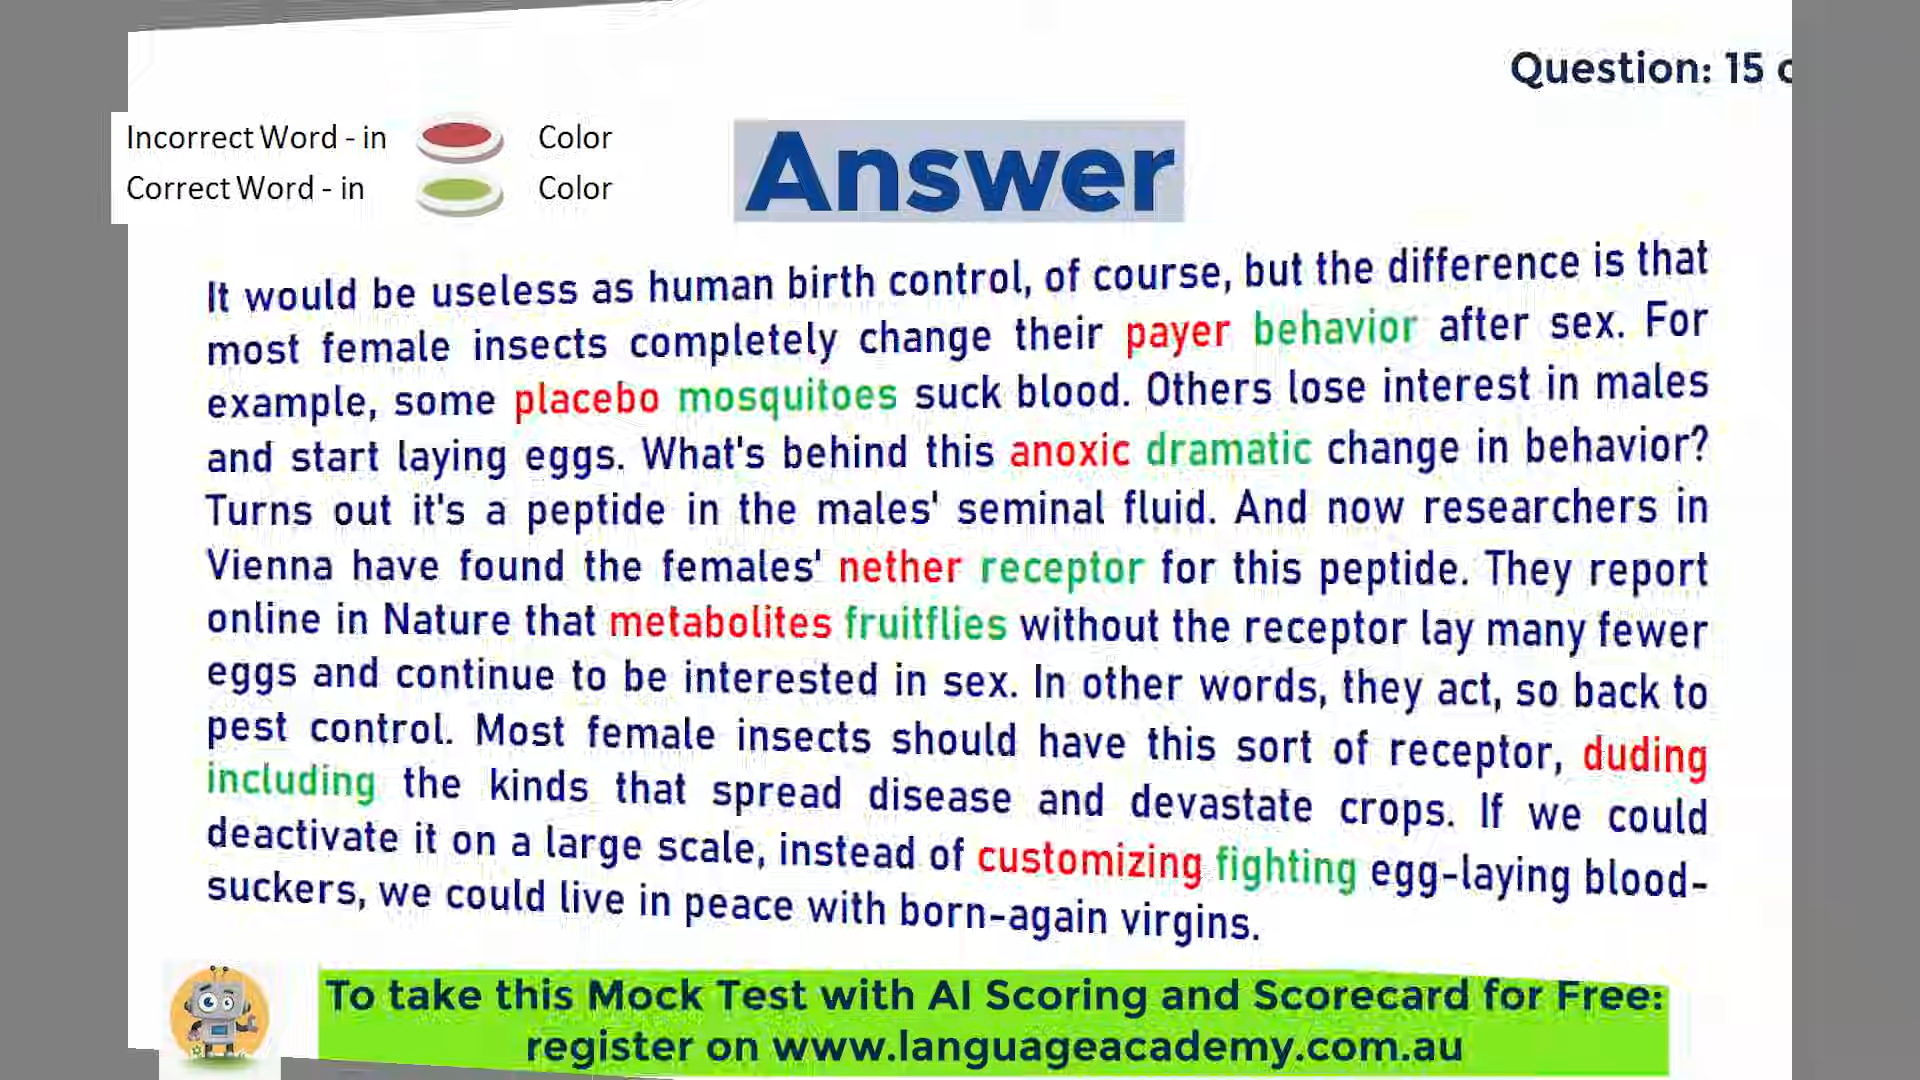 Question: 15 o
Incorrect Word - in Color
Correct Word - in Color
Answer
It would be useless as human birth control, of course, but the difference is that
most female insects completely change their payer behavior after sex. For
example, some placebo mosquitoes suck blood. Others lose interest in males
and start laying eggs. What's behind this anoxic dramatic change in behavior?
Turns out it's a peptide in the males' seminal fluid. And now researchers in
Vienna have found the females' nether receptor for this peptide. They report
online in Nature that metabolites fruitflies without the receptor lay many fewer
eggs and continue to be interested in sex. In other words, they act, so back to
pest control. Most female insects should have this sort of receptor, duding
including the kinds that spread disease and devastate crops. If we could
deactivate it on a large scale, instead of customizing fighting egg-laying blood-
suckers, we could live in peace with born-again virgins.
To take this Mock Test with AI Scoring and Scorecard for Free:
register on www.languageacademy.com.au